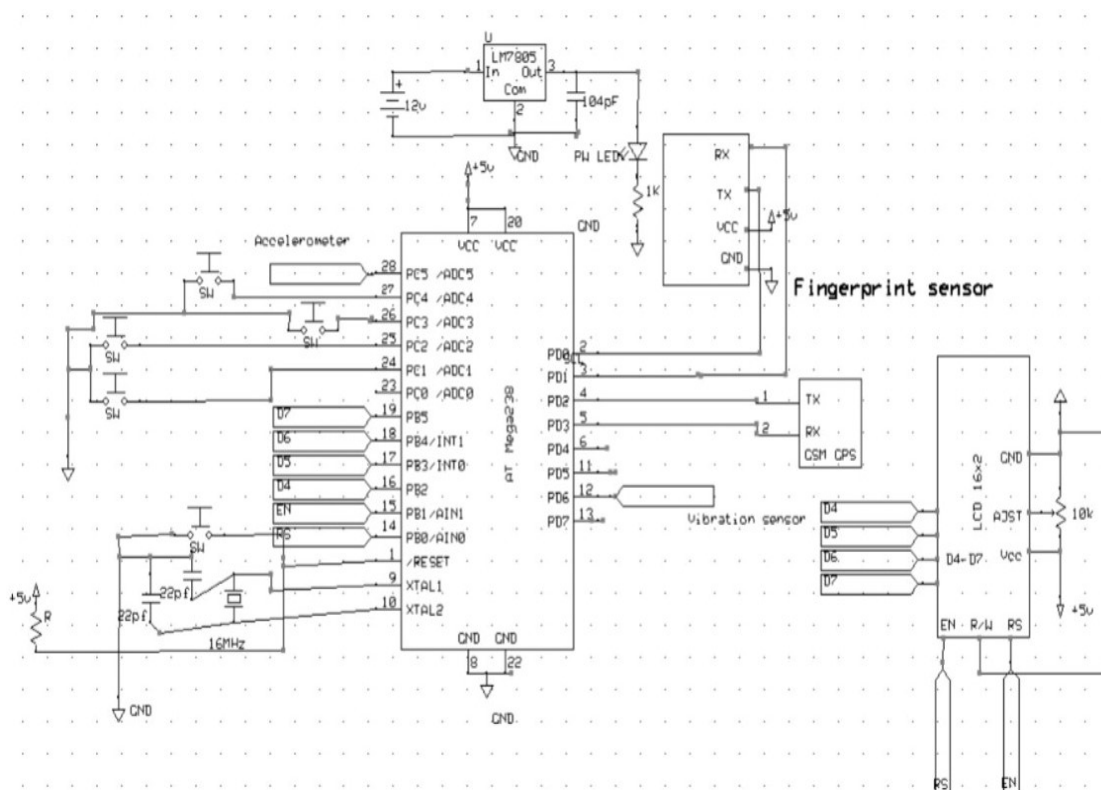 U
LM7805
1 In Out 3
Com
2
+
12v
104pF
GND
PW LED
1K
RX
TX
VCC
+5v
GND
Fingerprint sensor
+5v
7 20
VCC VCC
GND
Accelerometer
28 PC5 /ADC5
SW
27 PC4 /ADC4
26 PC3 /ADC3
SW
25 PC2 /ADC2
SW
24 PC1 /ADC1
SW
23 PC0 /ADC0
D7 19 PB5
D6 18 PB4/INT1
D5 17 PB3/INT0
D4 16 PB2
EN 15 PB1/AIN1
RS 14 PB0/AIN0
SW
1 /RESET
9 XTAL1
10 XTAL2
AT Mega238
PD0 2
PD1 3
PD2 4
PD3 5
PD4 6
PD5 11
PD6 12
PD7 13
Vibration sensor
1 TX
2 RX
GSM GPS
22pf
22pf
+5v
R
16MHz
GND
GND GND
8 22
GND
LCD 16x2
GND
AJST
10k
Vcc
+5v
D4
D5
D6
D7
D4-D7
EN R/W RS
RS
EN